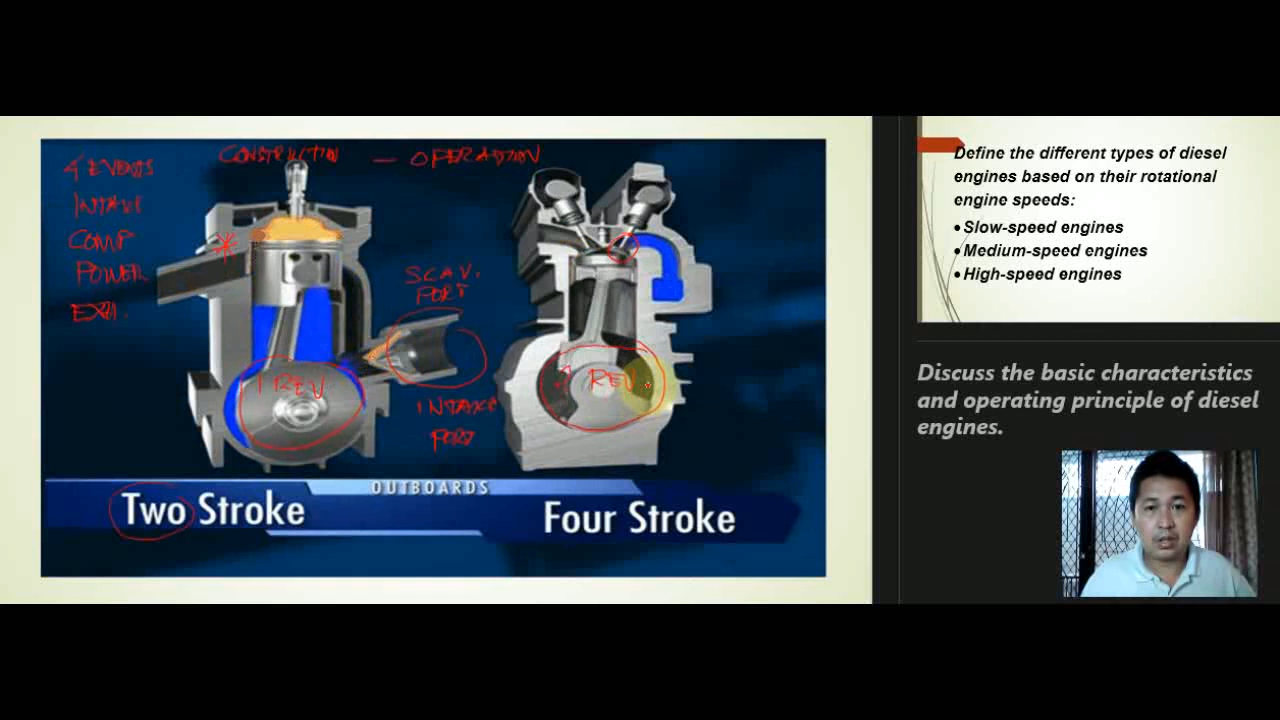 CONSTRUCTION — OPERATION
4 EVENTS
INTAKE
COMP
POWER
EXH.
SCAV.
PORT
1 REV
2 REV
INTAKE
PORT
OUTBOARDS
Two Stroke
Four Stroke
Define the different types of diesel
engines based on their rotational
engine speeds:
•Slow-speed engines
•Medium-speed engines
•High-speed engines
Discuss the basic characteristics
and operating principle of diesel
engines.